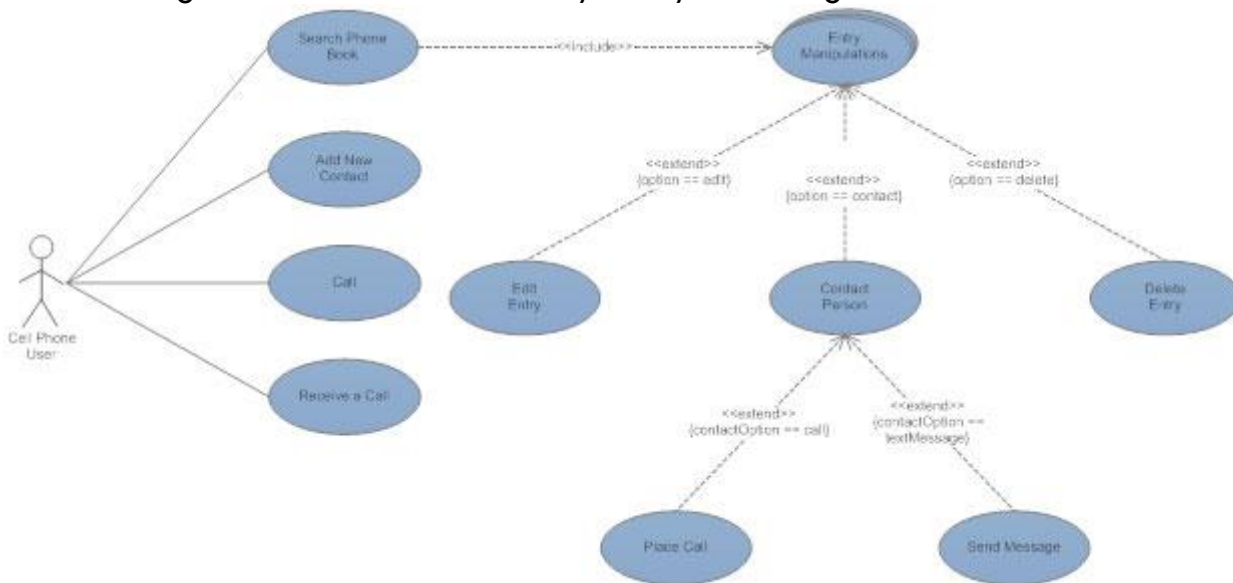 Search Phone
Book
<<include>>
Entry
Manipulations
Add New
Contact
<<extend>>
{option == edit}
<<extend>>
{option == contact}
<<extend>>
{option == delete}
Call
Edit
Entry
Contact
Person
Delete
Entry
Cell Phone
User
Receive a Call
<<extend>>
{contactOption == call}
<<extend>>
{contactOption ==
textMessage}
Place Call
Send Message